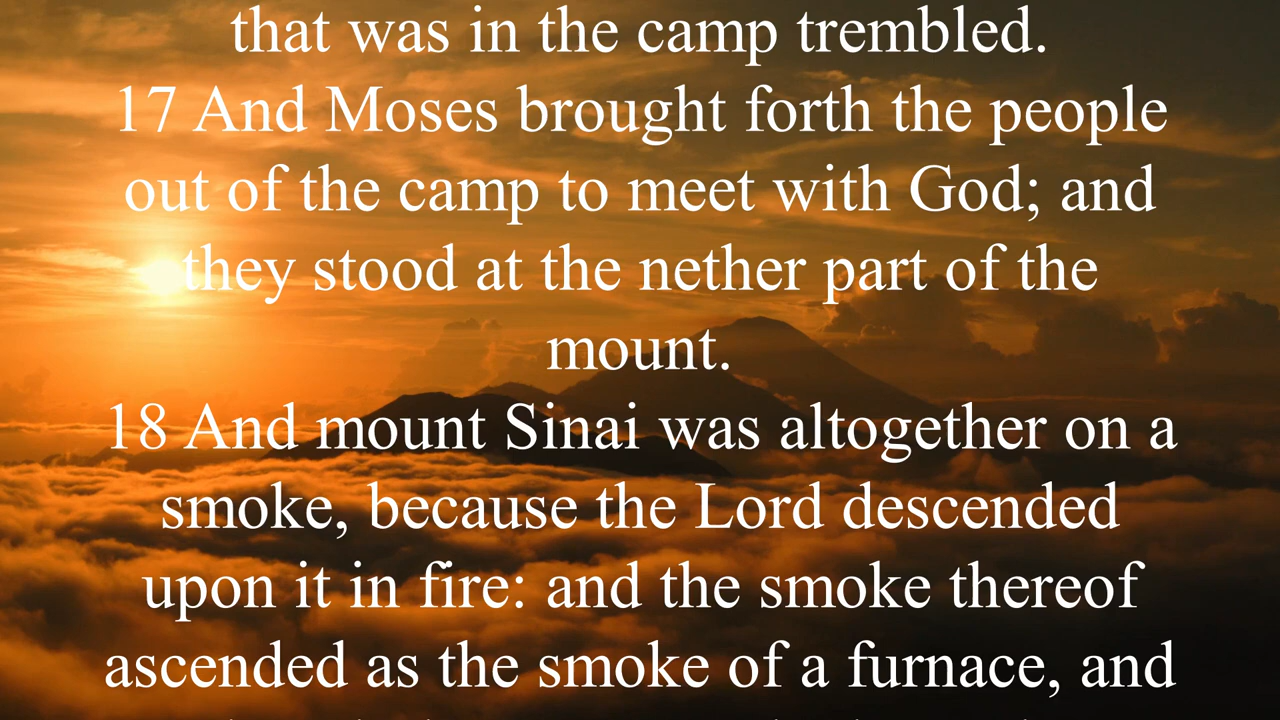 that was in the camp trembled.
17 And Moses brought forth the people
out of the camp to meet with God; and
they stood at the nether part of the
mount.
18 And mount Sinai was altogether on a
smoke, because the Lord descended
upon it in fire: and the smoke thereof
ascended as the smoke of a furnace, and